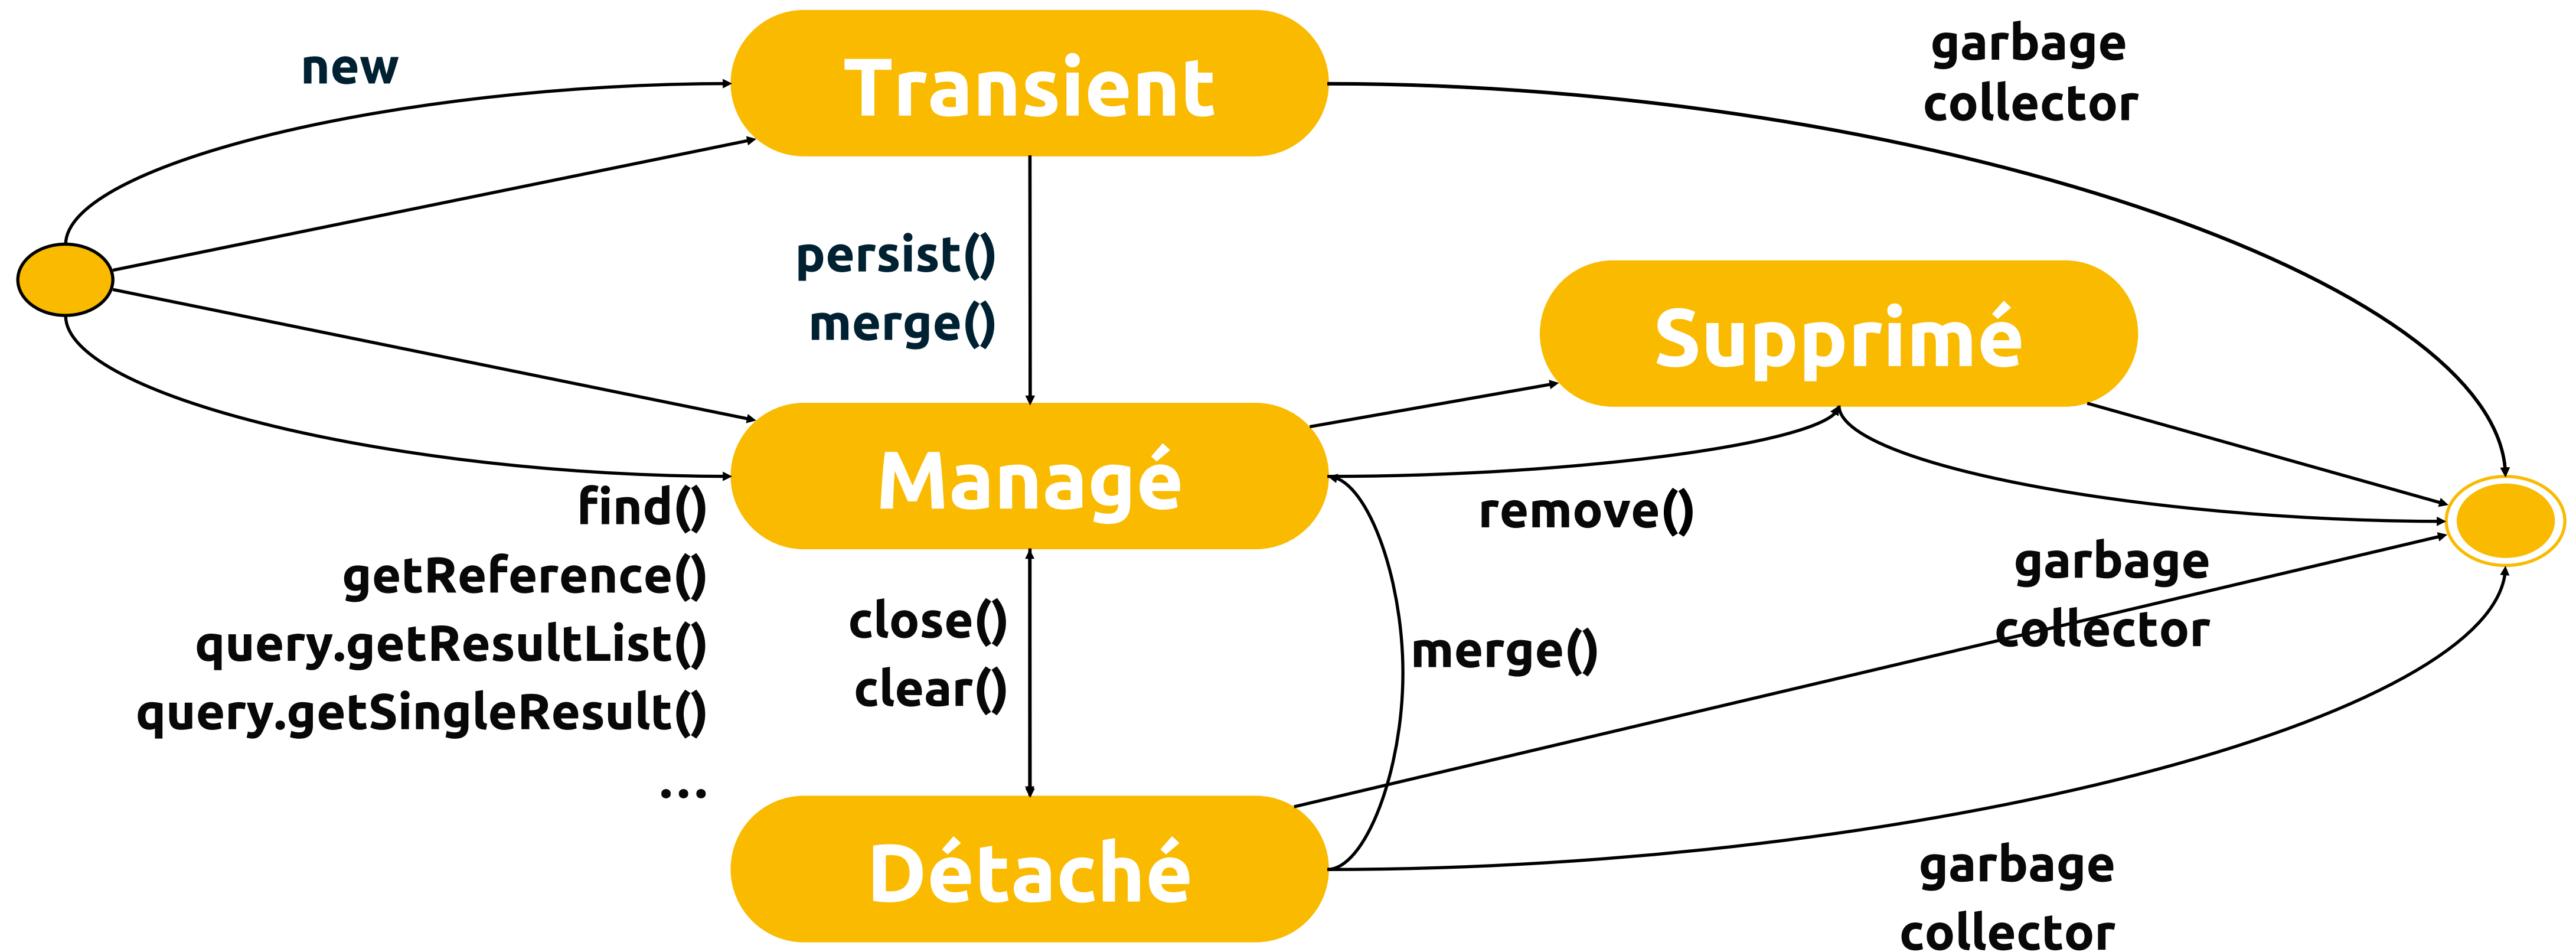 new
Transient
garbage
collector
persist()
merge()
Supprimé
Managé
find()
getReference()
query.getResultList()
query.getSingleResult()
...
remove()
close()
clear()
merge()
garbage
collector
Détaché
garbage
collector